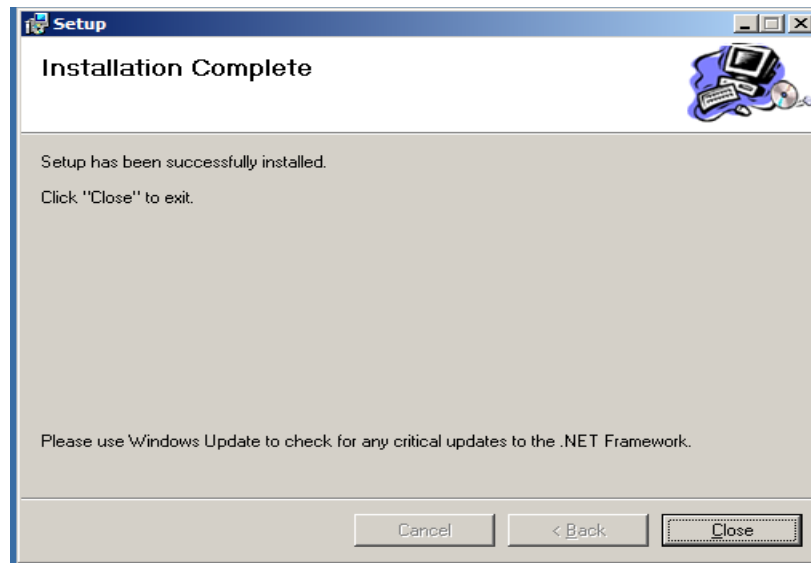 Setup
Installation Complete
Setup has been successfully installed.
Click "Close" to exit.
Please use Windows Update to check for any critical updates to the .NET Framework.
Cancel
< Back
Close